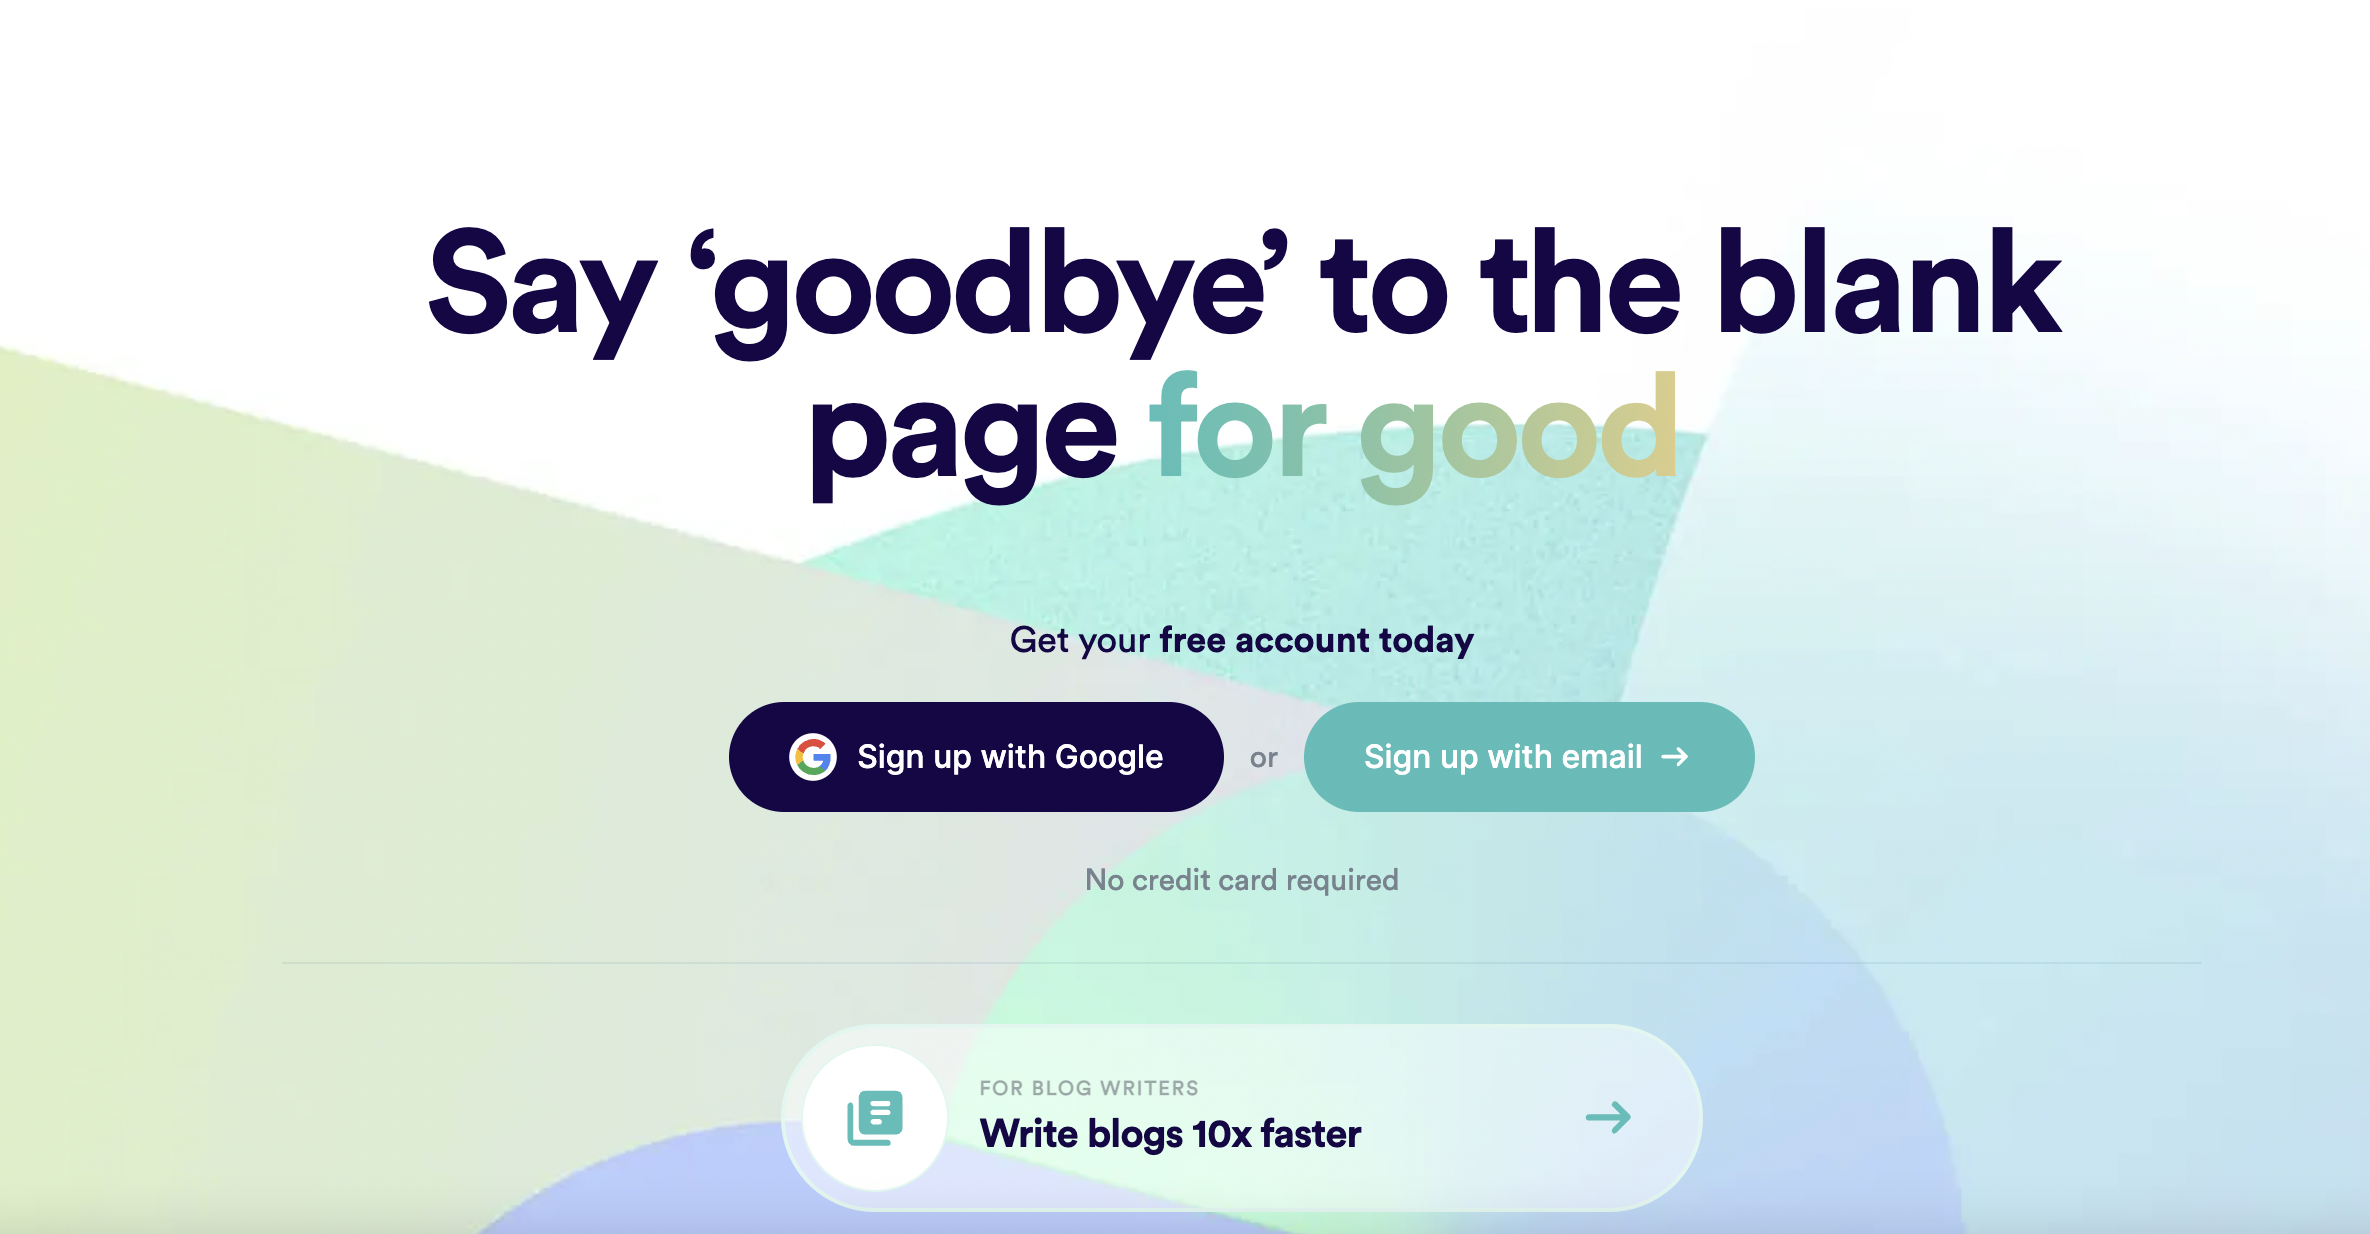 Say ‘goodbye’ to the blank
page for good
Get your free account today
Sign up with Google
or
Sign up with email
No credit card required
FOR BLOG WRITERS
Write blogs 10x faster